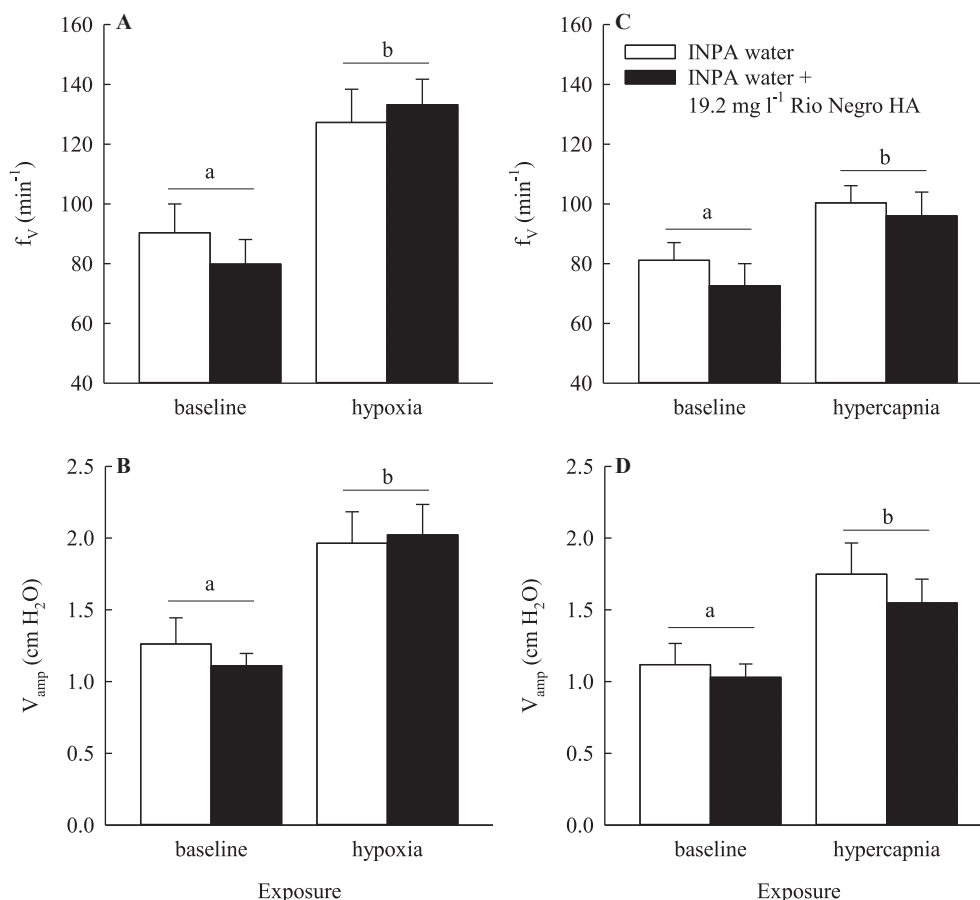 A
160
140
120
100
80
60
40
f_V (min^-1)
a
b
baseline
hypoxia
C
160
140
120
100
80
60
40
f_V (min^-1)
INPA water
INPA water +
19.2 mg l^-1 Rio Negro HA
a
b
baseline
hypercapnia
B
2.5
2.0
1.5
1.0
0.5
0.0
V_amp (cm H_2O)
a
b
baseline
hypoxia
Exposure
D
2.5
2.0
1.5
1.0
0.5
0.0
V_amp (cm H_2O)
a
b
baseline
hypercapnia
Exposure